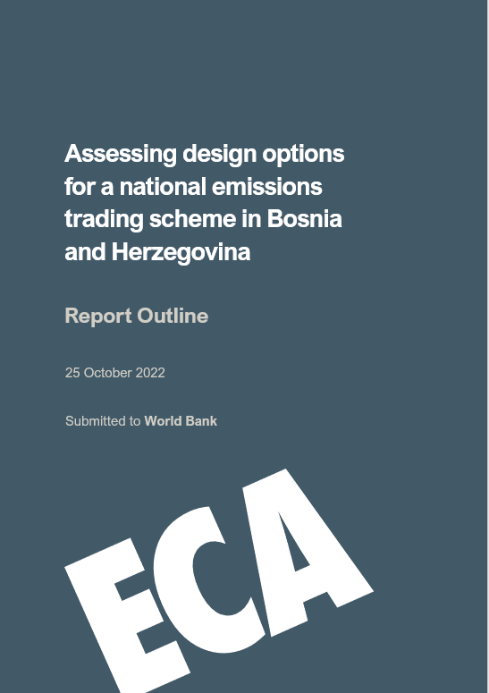 Assessing design options
for a national emissions
trading scheme in Bosnia
and Herzegovina
Report Outline
25 October 2022
Submitted to World Bank
ECA